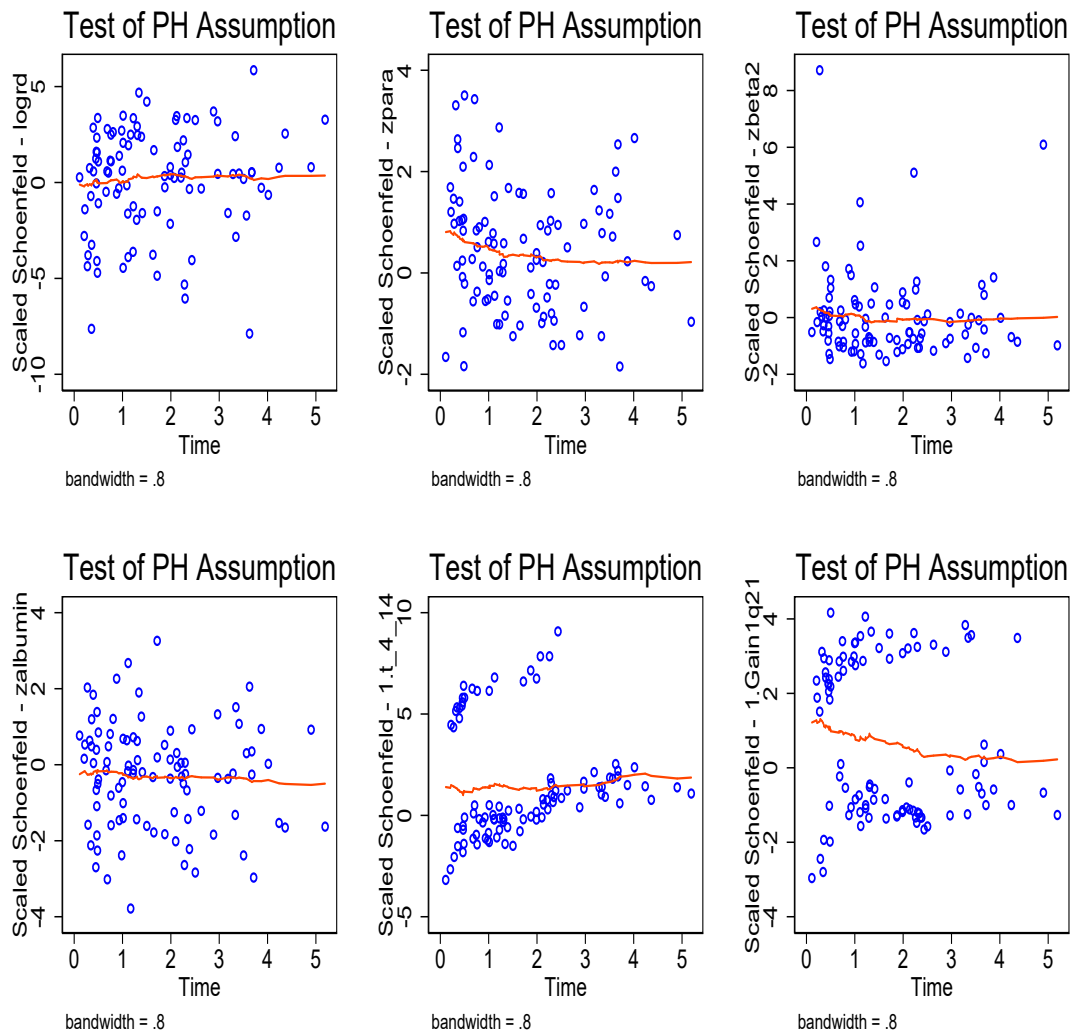 Test of PH Assumption
Scaled Schoenfeld - logrd
5
0
-5
-10
0 1 2 3 4 5
Time
bandwidth = .8
Test of PH Assumption
Scaled Schoenfeld - zpara
4
2
0
-2
0 1 2 3 4 5
Time
bandwidth = .8
Test of PH Assumption
Scaled Schoenfeld - zbeta2
8
6
4
2
0
-2
0 1 2 3 4 5
Time
bandwidth = .8
Test of PH Assumption
Scaled Schoenfeld - zalbumin
4
2
0
-2
-4
0 1 2 3 4 5
Time
bandwidth = .8
Test of PH Assumption
Scaled Schoenfeld - 1.t_4_14
10
5
0
-5
0 1 2 3 4 5
Time
bandwidth = .8
Test of PH Assumption
Scaled Schoenfeld - 1.Gain1q21
4
2
0
-2
-4
0 1 2 3 4 5
Time
bandwidth = .8